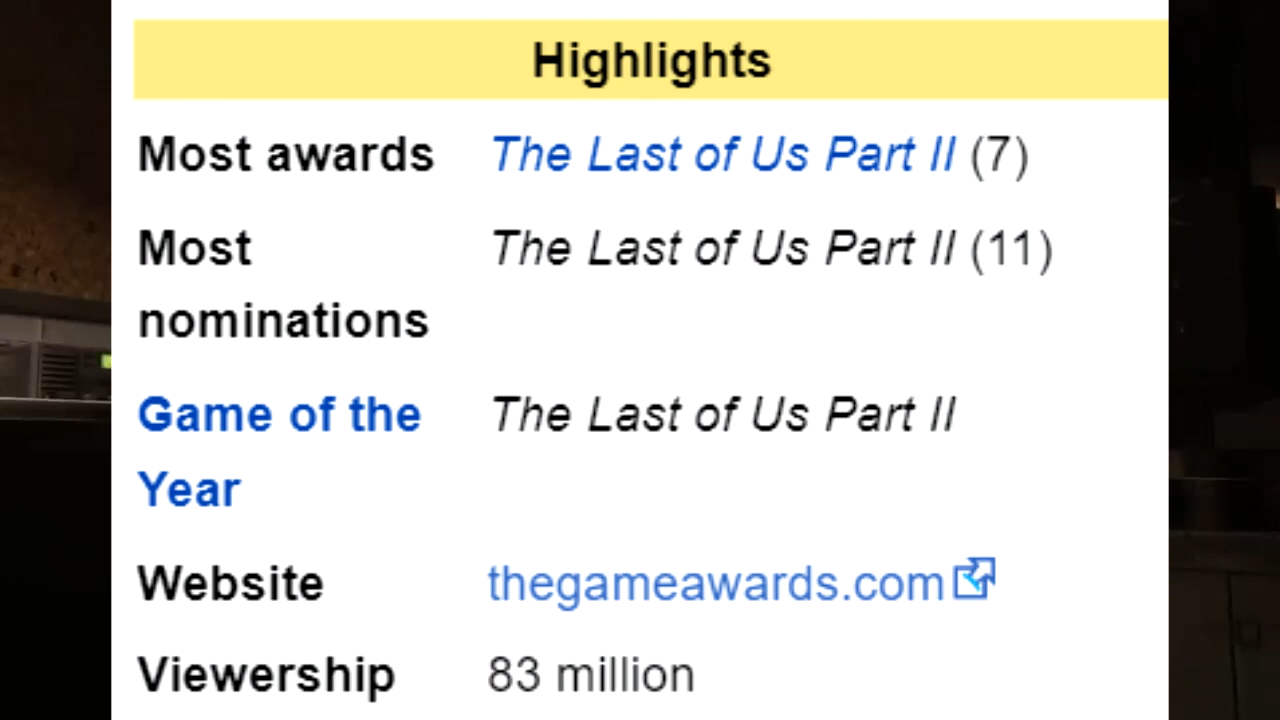 Highlights
Most awards The Last of Us Part II (7)
Most The Last of Us Part II (11)
nominations
Game of the The Last of Us Part II
Year
Website thegameawards.com
Viewership 83 million